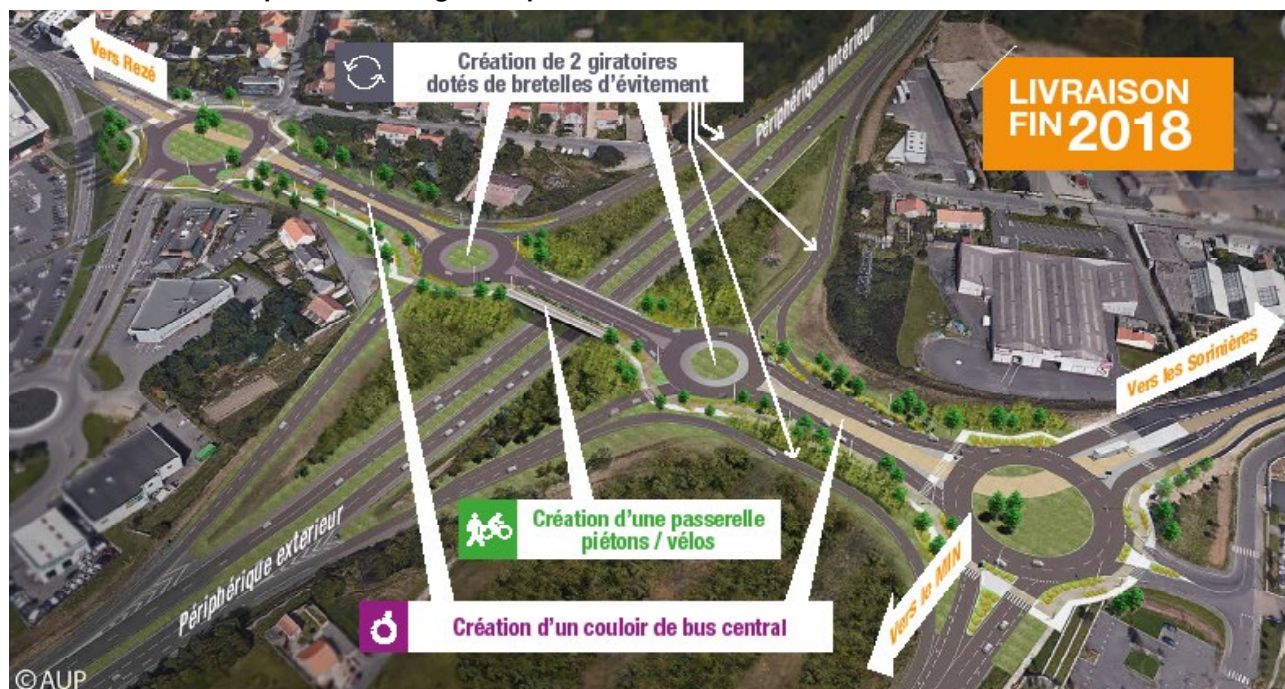 Vers Rezé
Création de 2 giratoires
dotés de bretelles d'évitement
Périphérique Intérieur
LIVRAISON
FIN 2018
Vers les Sorinières
Création d'une passerelle
piétons / vélos
Périphérique extérieur
Vers le MIN
Création d'un couloir de bus central
© AUP